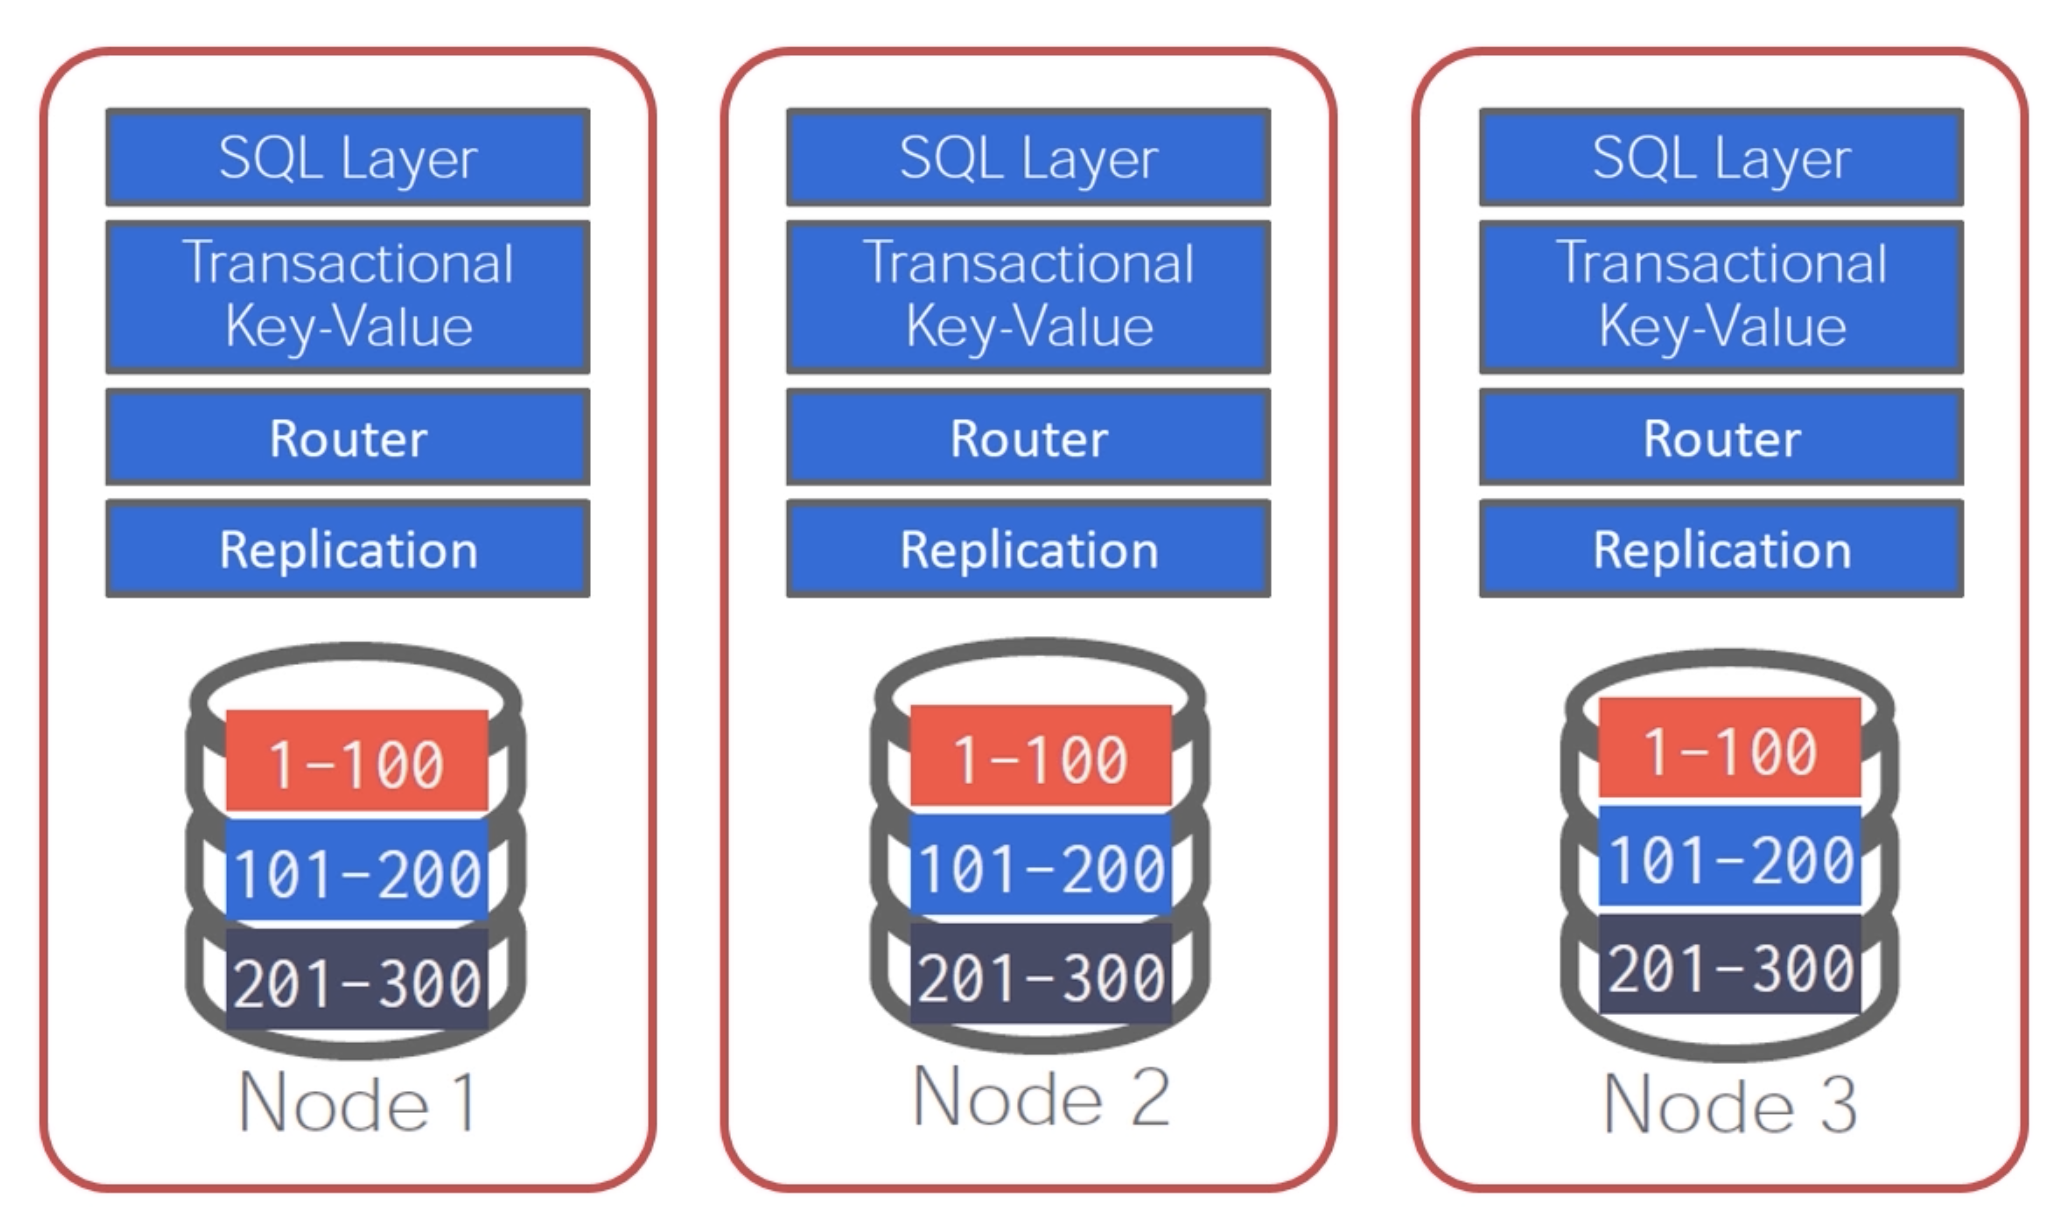 SQL Layer
Transactional
Key-Value
Router
Replication
1-100
101-200
201-300
Node 1
SQL Layer
Transactional
Key-Value
Router
Replication
1-100
101-200
201-300
Node 2
SQL Layer
Transactional
Key-Value
Router
Replication
1-100
101-200
201-300
Node 3